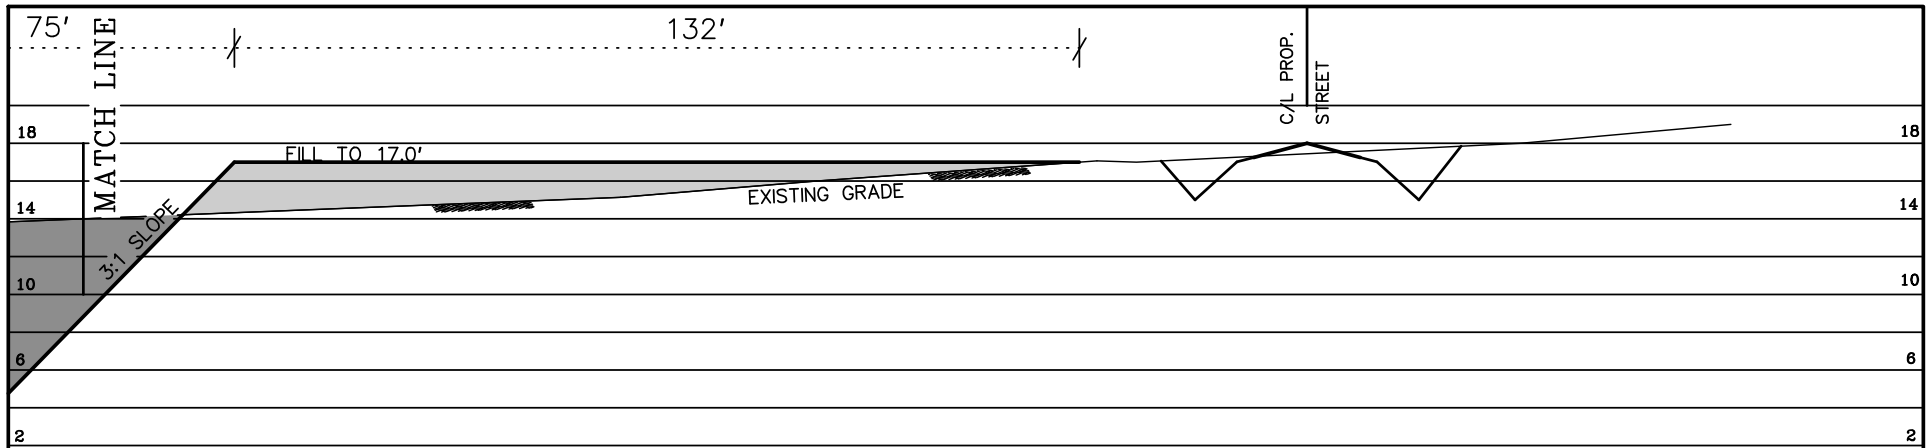 75'
132'
MATCH LINE
C/L PROP.
STREET
18
18
FILL TO 17.0'
14
EXISTING GRADE
14
3:1 SLOPE
10
10
6
6
2
2